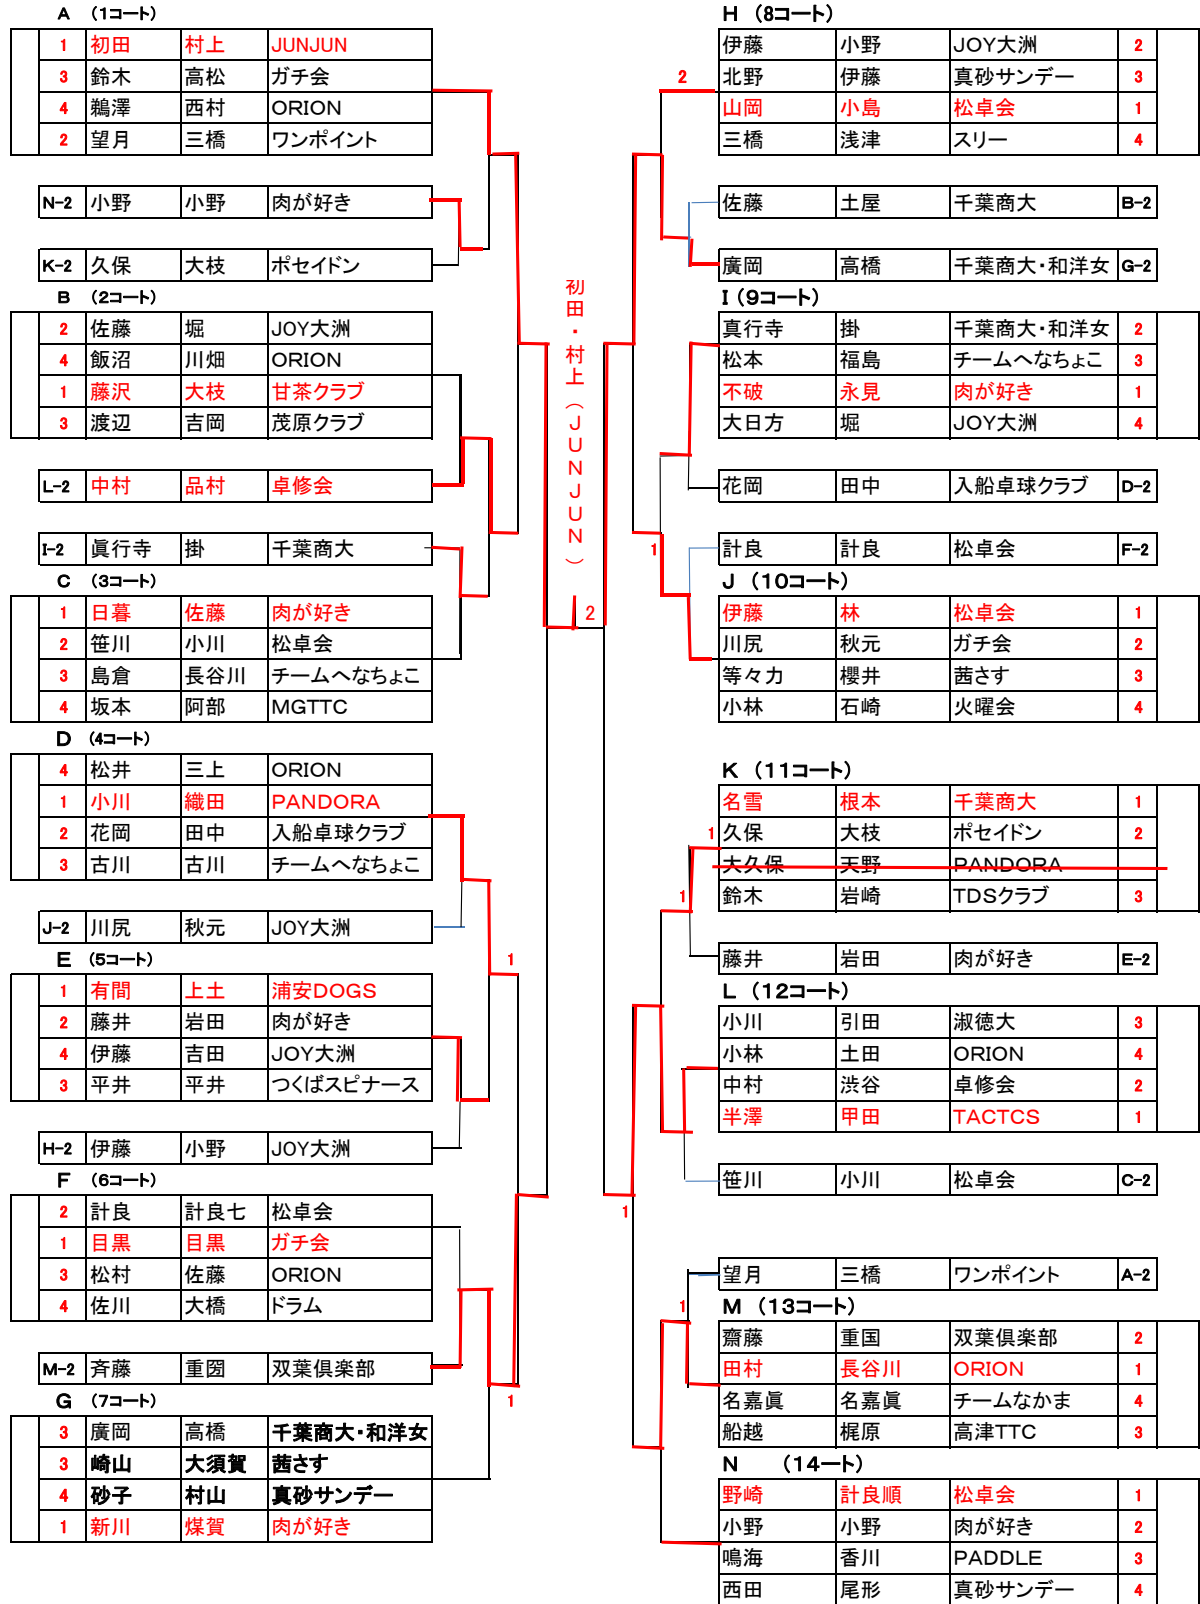 A (1コート)
1 初田 村上 JUNJUN
3 鈴木 高松 ガチ会
4 鵜澤 西村 ORION
2 望月 三橋 ワンポイント
N-2 小野 小野 肉が好き
K-2 久保 大枝 ポセイドン
B (2コート)
2 佐藤 堀 JOY大洲
4 飯沼 川畑 ORION
1 藤沢 大枝 甘茶クラブ
3 渡辺 吉岡 茂原クラブ
L-2 中村 品村 卓修会
I-2 眞行寺 掛 千葉商大
C (3コート)
1 日暮 佐藤 肉が好き
2 笹川 小川 松卓会
3 島倉 長谷川 チームへなちょこ
4 坂本 阿部 MGTTC
D (4コート)
4 松井 三上 ORION
1 小川 織田 PANDORA
2 花岡 田中 入船卓球クラブ
3 古川 古川 チームへなちょこ
J-2 川尻 秋元 JOY大洲
E (5コート)
1 有間 上土 浦安DOGS
2 藤井 岩田 肉が好き
4 伊藤 吉田 JOY大洲
3 平井 平井 つくばスピナース
H-2 伊藤 小野 JOY大洲
F (6コート)
2 計良 計良七 松卓会
1 目黒 目黒 ガチ会
3 松村 佐藤 ORION
4 佐川 大橋 ドラム
M-2 斉藤 重圀 双葉倶楽部
G (7コート)
3 廣岡 高橋 千葉商大・和洋女
3 崎山 大須賀 茜さす
4 砂子 村山 真砂サンデー
1 新川 煤賀 肉が好き
1
1
初田・村上(JUNJUN)
2
H (8コート)
伊藤 小野 JOY大洲 2
2 北野 伊藤 真砂サンデー 3
山岡 小島 松卓会 1
三橋 浅津 スリー 4
佐藤 土屋 千葉商大 B-2
廣岡 高橋 千葉商大・和洋女 G-2
I (9コート)
真行寺 掛 千葉商大・和洋女 2
松本 福島 チームへなちょこ 3
不破 永見 肉が好き 1
大日方 堀 JOY大洲 4
花岡 田中 入船卓球クラブ D-2
1 計良 計良 松卓会 F-2
J (10コート)
伊藤 林 松卓会 1
川尻 秋元 ガチ会 2
等々力 櫻井 茜さす 3
小林 石崎 火曜会 4
K (11コート)
名雪 根本 千葉商大 1
1 久保 大枝 ポセイドン 2
大久保 天野 PANDORA
1 鈴木 岩崎 TDSクラブ 3
藤井 岩田 肉が好き E-2
L (12コート)
小川 引田 淑徳大 3
小林 土田 ORION 4
中村 渋谷 卓修会 2
半澤 甲田 TACTCS 1
笹川 小川 松卓会 C-2
1
望月 三橋 ワンポイント A-2
1 M (13コート)
齋藤 重国 双葉倶楽部 2
田村 長谷川 ORION 1
名嘉眞 名嘉眞 チームなかま 4
船越 梶原 高津TTC 3
N (14ート)
野崎 計良順 松卓会 1
小野 小野 肉が好き 2
鳴海 香川 PADDLE 3
西田 尾形 真砂サンデー 4